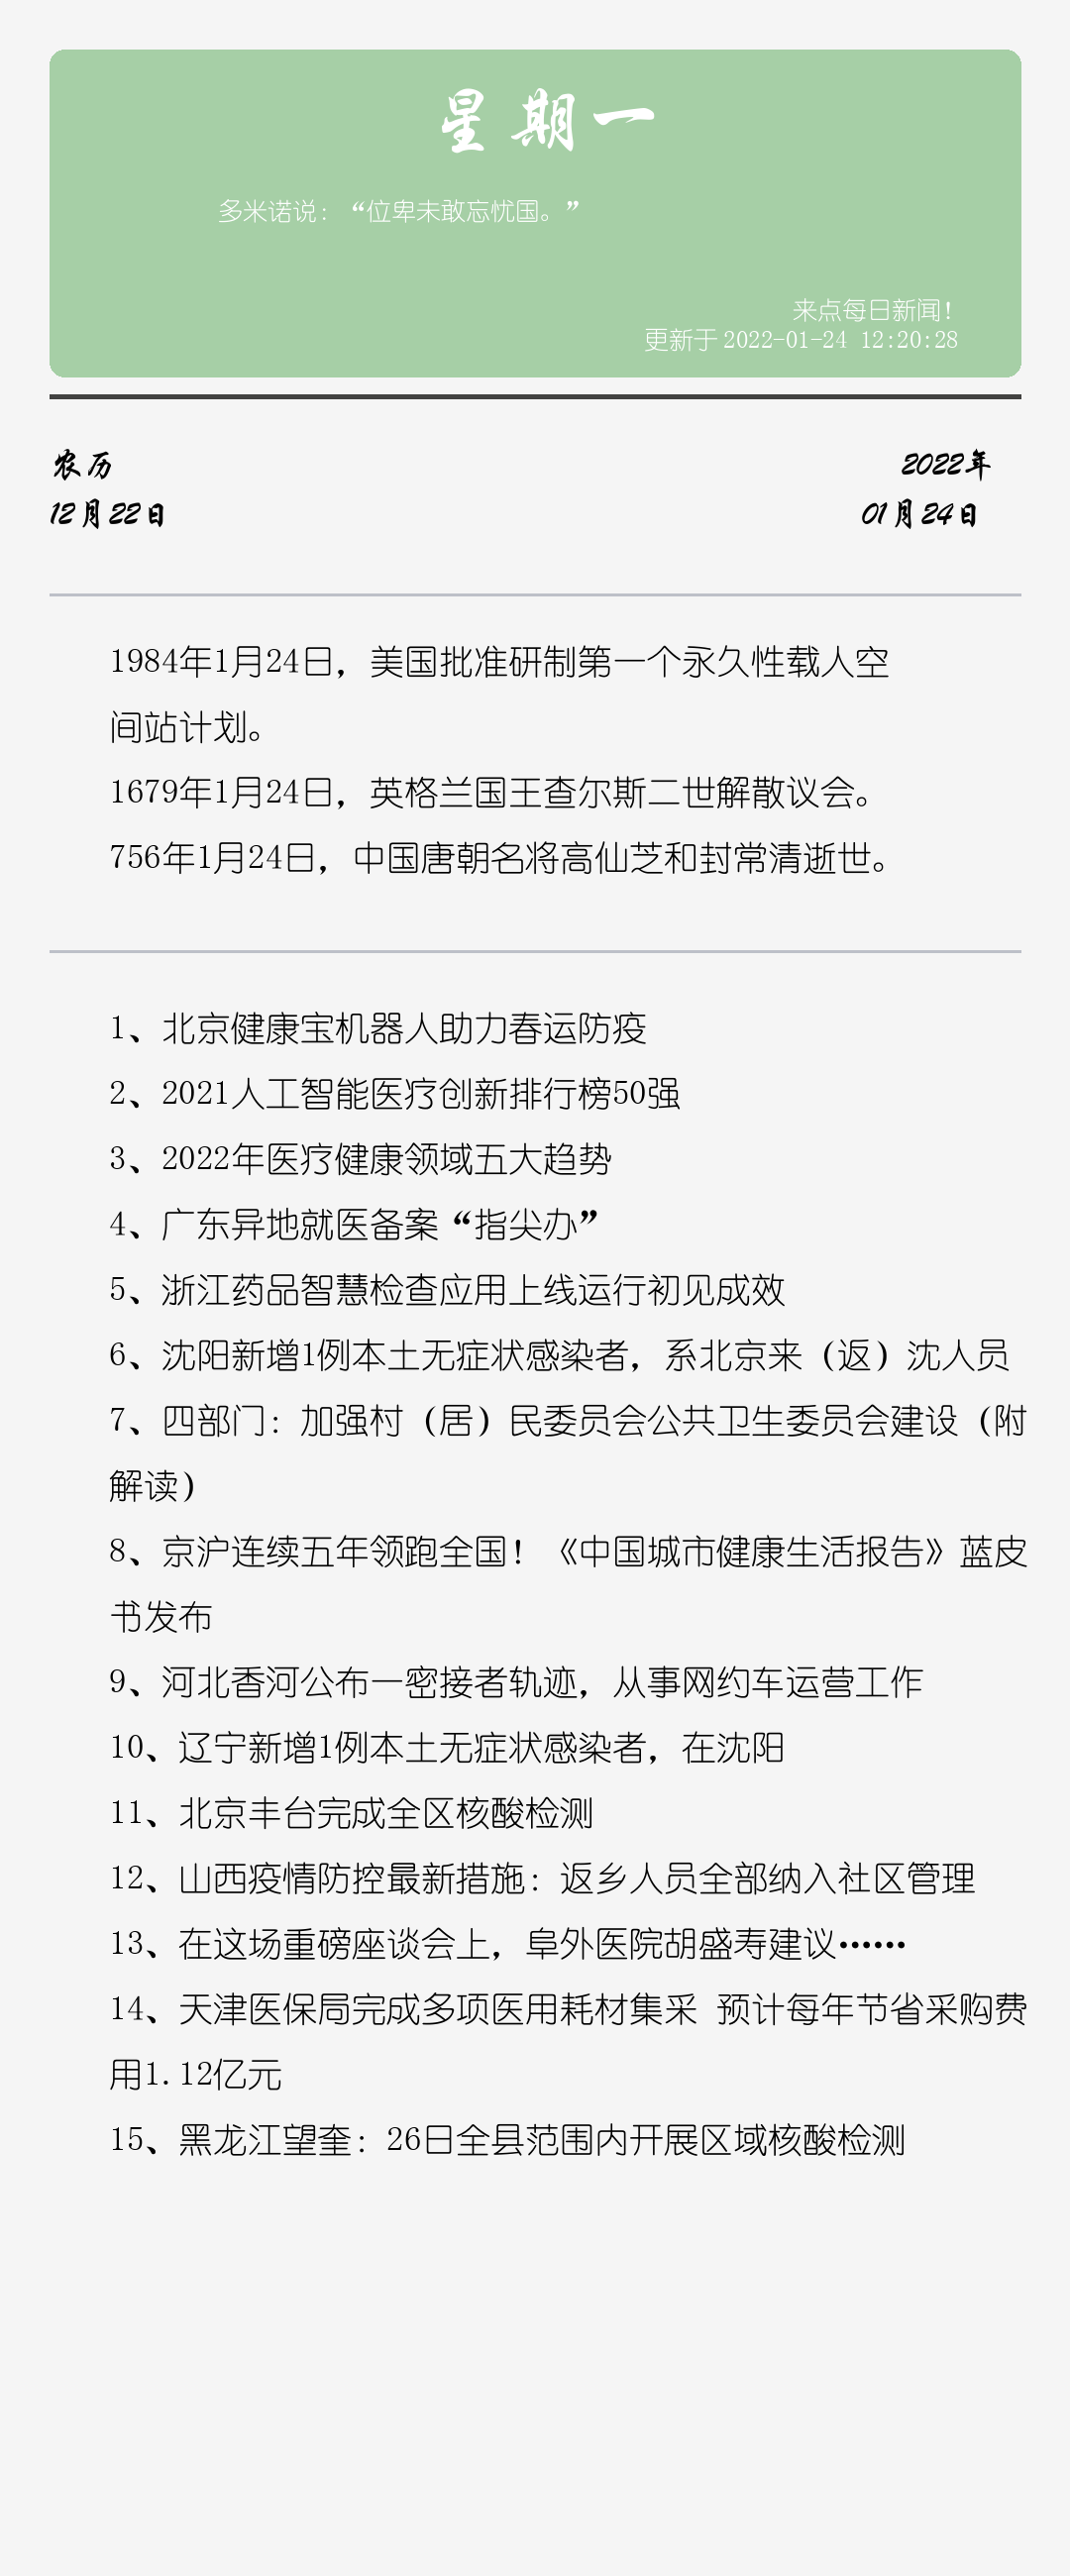 星期一
多米诺说：“位卑未敢忘忧国。”
来点每日新闻！
更新于 2022-01-24 12:20:28
农历
2022年
12月22日
01月24日
1984年1月24日，美国批准研制第一个永久性载人空
间站计划。
1679年1月24日，英格兰国王查尔斯二世解散议会。
756年1月24日，中国唐朝名将高仙芝和封常清逝世。
1、北京健康宝机器人助力春运防疫
2、2021人工智能医疗创新排行榜50强
3、2022年医疗健康领域五大趋势
4、广东异地就医备案“指尖办”
5、浙江药品智慧检查应用上线运行初见成效
6、沈阳新增1例本土无症状感染者，系北京来（返）沈人员
7、四部门：加强村（居）民委员会公共卫生委员会建设（附
解读）
8、京沪连续五年领跑全国！《中国城市健康生活报告》蓝皮
书发布
9、河北香河公布一密接者轨迹，从事网约车运营工作
10、辽宁新增1例本土无症状感染者，在沈阳
11、北京丰台完成全区核酸检测
12、山西疫情防控最新措施：返乡人员全部纳入社区管理
13、在这场重磅座谈会上，阜外医院胡盛寿建议……
14、天津医保局完成多项医用耗材集采 预计每年节省采购费
用1.12亿元
15、黑龙江望奎：26日全县范围内开展区域核酸检测